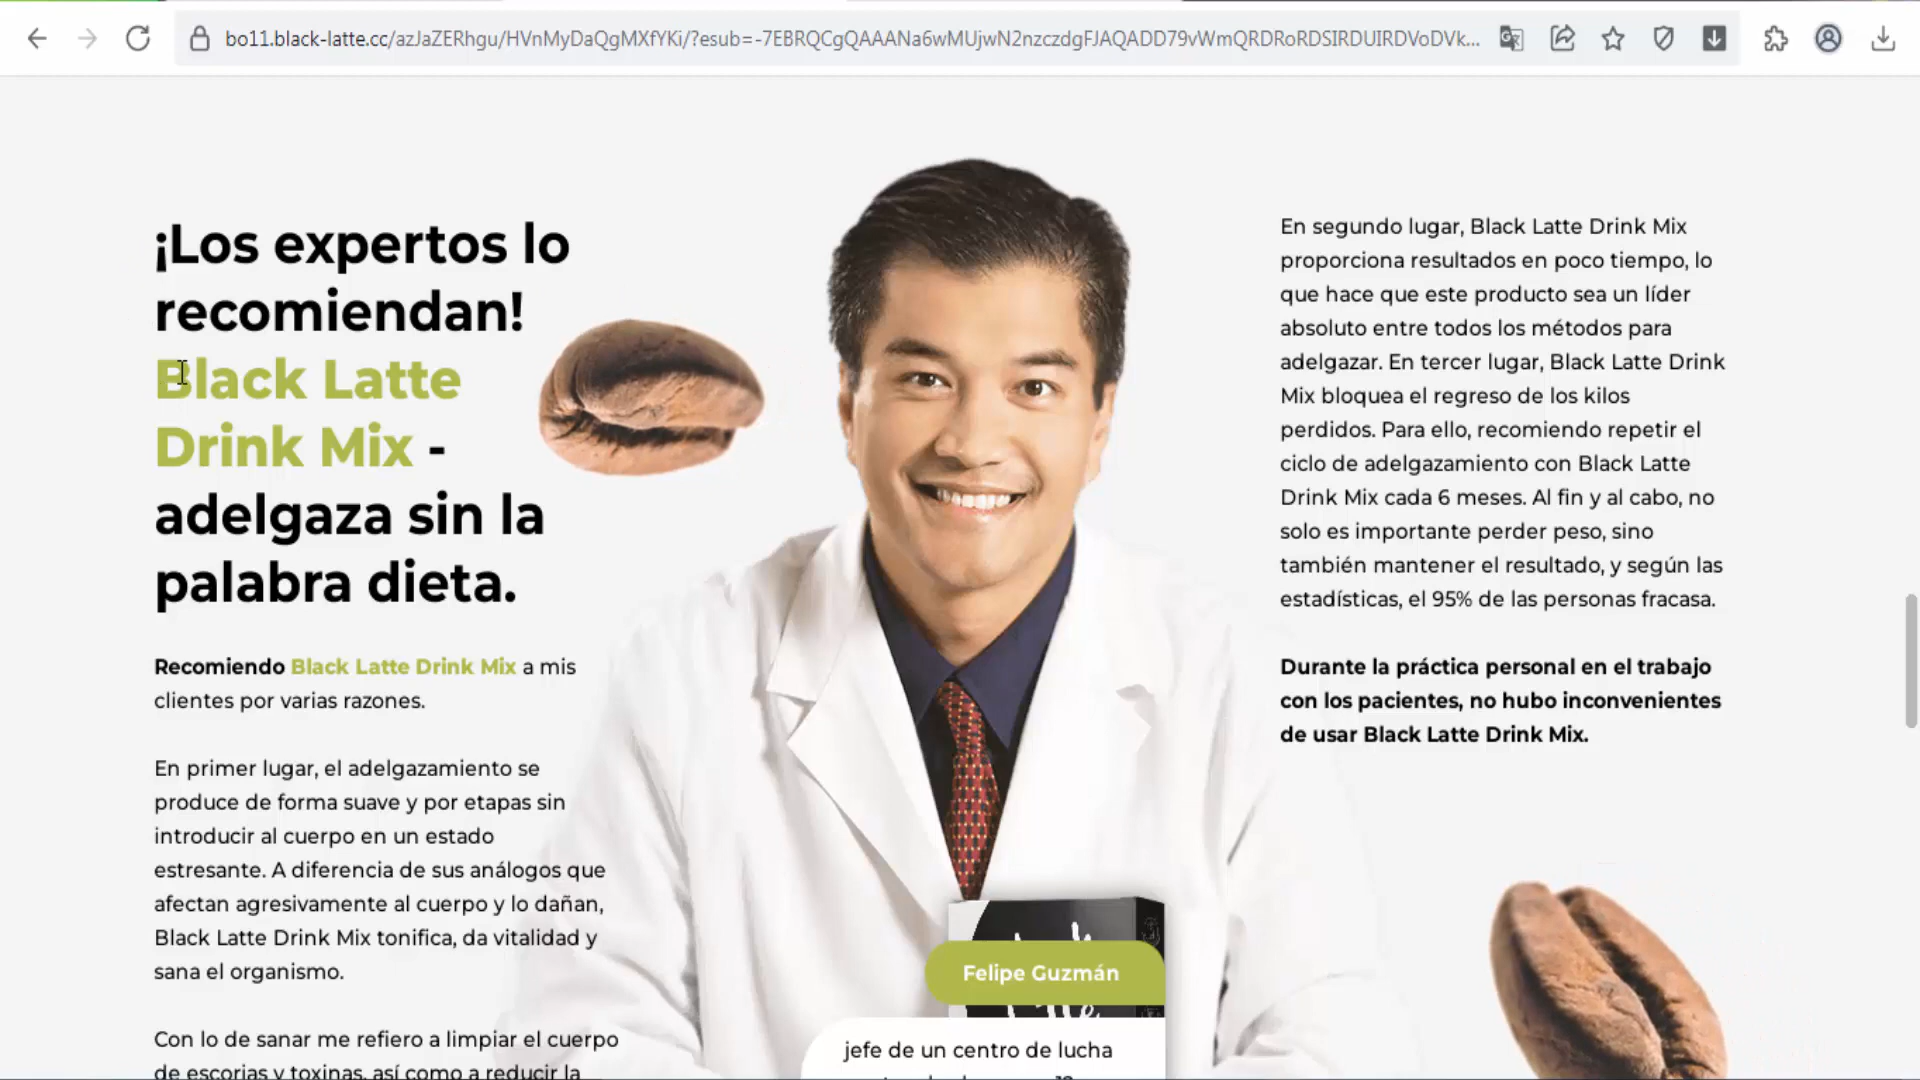 bo11.black-latte.cc/azJaZERhgu/HVnMyDaQgMXfYKi/?esub=-7EBRQCgQAAANa6wMUjwN2nzczdgFJAQADD79vWmQRDRoRDSIRDUIRDVoDVk...
¡Los expertos lo
recomiendan!
Black Latte
Drink Mix -
adelgaza sin la
palabra dieta.
Recomiendo Black Latte Drink Mix a mis
clientes por varias razones.
En primer lugar, el adelgazamiento se
produce de forma suave y por etapas sin
introducir al cuerpo en un estado
estresante. A diferencia de sus análogos que
afectan agresivamente al cuerpo y lo dañan,
Black Latte Drink Mix tonifica, da vitalidad y
sana el organismo.
Con lo de sanar me refiero a limpiar el cuerpo
de escorias y toxinas, así como a reducir la
Felipe Guzmán
jefe de un centro de lucha
En segundo lugar, Black Latte Drink Mix
proporciona resultados en poco tiempo, lo
que hace que este producto sea un líder
absoluto entre todos los métodos para
adelgazar. En tercer lugar, Black Latte Drink
Mix bloquea el regreso de los kilos
perdidos. Para ello, recomiendo repetir el
ciclo de adelgazamiento con Black Latte
Drink Mix cada 6 meses. Al fin y al cabo, no
solo es importante perder peso, sino
también mantener el resultado, y según las
estadísticas, el 95% de las personas fracasa.
Durante la práctica personal en el trabajo
con los pacientes, no hubo inconvenientes
de usar Black Latte Drink Mix.